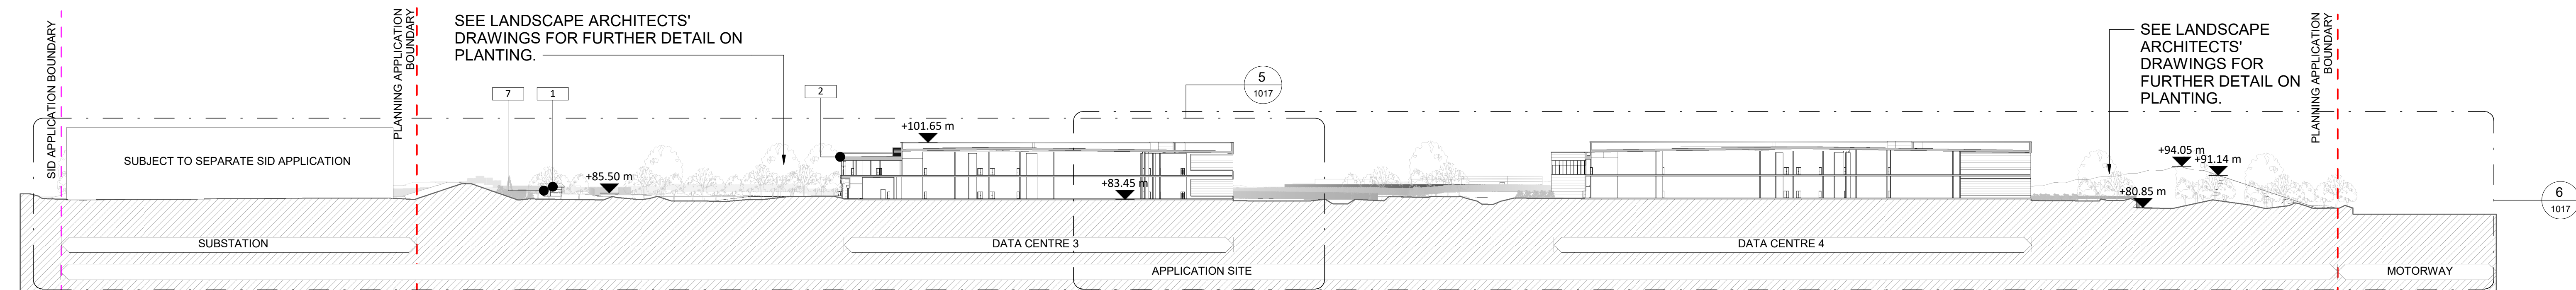 SID APPLICATION BOUNDARY
PLANNING APPLICATION
BOUNDARY
SEE LANDSCAPE ARCHITECTS'
DRAWINGS FOR FURTHER DETAIL ON
PLANTING.
SUBJECT TO SEPARATE SID APPLICATION
7
1
2
5
1017
+101.65 m
+85.50 m
+83.45 m
SEE LANDSCAPE
ARCHITECTS'
DRAWINGS FOR
FURTHER DETAIL ON
PLANTING.
PLANNING APPLICATION
BOUNDARY
+94.05 m
+91.14 m
+80.85 m
6
1017
SUBSTATION
DATA CENTRE 3
DATA CENTRE 4
APPLICATION SITE
MOTORWAY